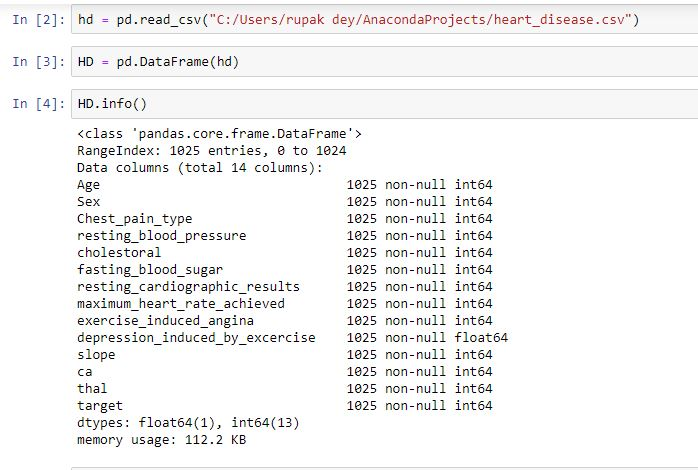 In [2]: hd = pd.read_csv("C:/Users/rupak dey/AnacondaProjects/heart_disease.csv")
In [3]: HD = pd.DataFrame(hd)
In [4]: HD.info()
<class 'pandas.core.frame.DataFrame'>
RangeIndex: 1025 entries, 0 to 1024
Data columns (total 14 columns):
Age 1025 non-null int64
Sex 1025 non-null int64
Chest_pain_type 1025 non-null int64
resting_blood_pressure 1025 non-null int64
cholestoral 1025 non-null int64
fasting_blood_sugar 1025 non-null int64
resting_cardiographic_results 1025 non-null int64
maximum_heart_rate_achieved 1025 non-null int64
exercise_induced_angina 1025 non-null int64
depression_induced_by_excercise 1025 non-null float64
slope 1025 non-null int64
ca 1025 non-null int64
thal 1025 non-null int64
target 1025 non-null int64
dtypes: float64(1), int64(13)
memory usage: 112.2 KB